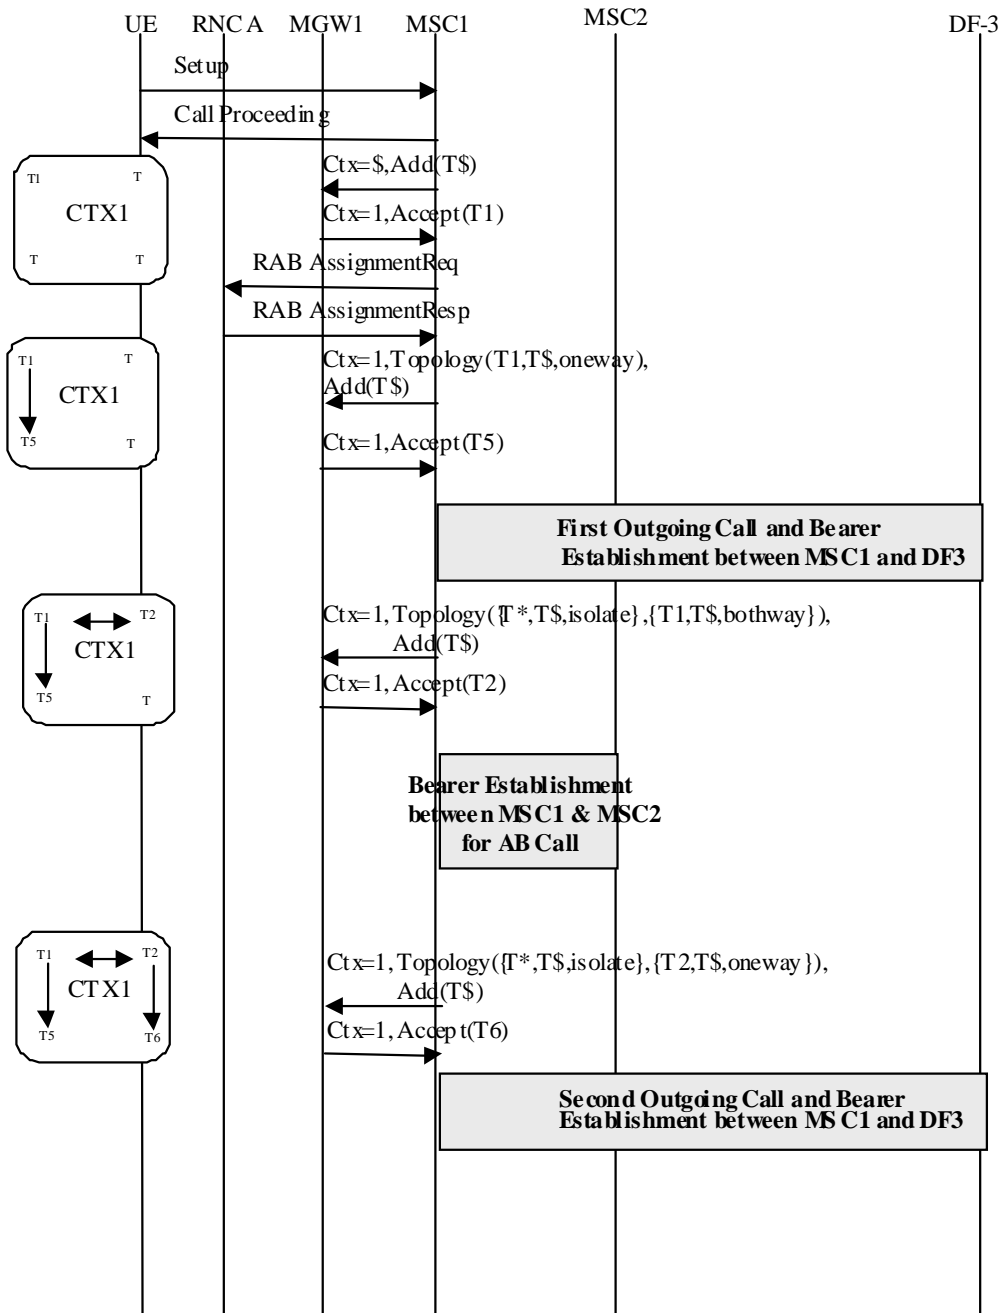 UE RNC A MGW1 MSC1 MSC2 DF-3
Setup
Call Proceeding
Ctx=$, Add(T$)
T1 T
CTX1
T T
Ctx=1, Accept(T1)
RAB AssignmentReq
RAB AssignmentResp
Ctx=1, Topology(T1,T$,oneway),
Add(T$)
T1 T
CTX1
T5 T
Ctx=1, Accept(T5)
First Outgoing Call and Bearer
Establishment between MSC1 and DF3
Ctx=1, Topology({T*,T$,isolate},{T1,T$,bothway}),
Add(T$)
T1 T2
CTX1
T5 T
Ctx=1, Accept(T2)
Bearer Establishment
between MSC1 & MSC2
for AB Call
Ctx=1, Topology({T*,T$,isolate},{T2,T$,oneway}),
Add(T$)
T1 T2
CTX1
T5 T6
Ctx=1, Accept(T6)
Second Outgoing Call and Bearer
Establishment between MSC1 and DF3